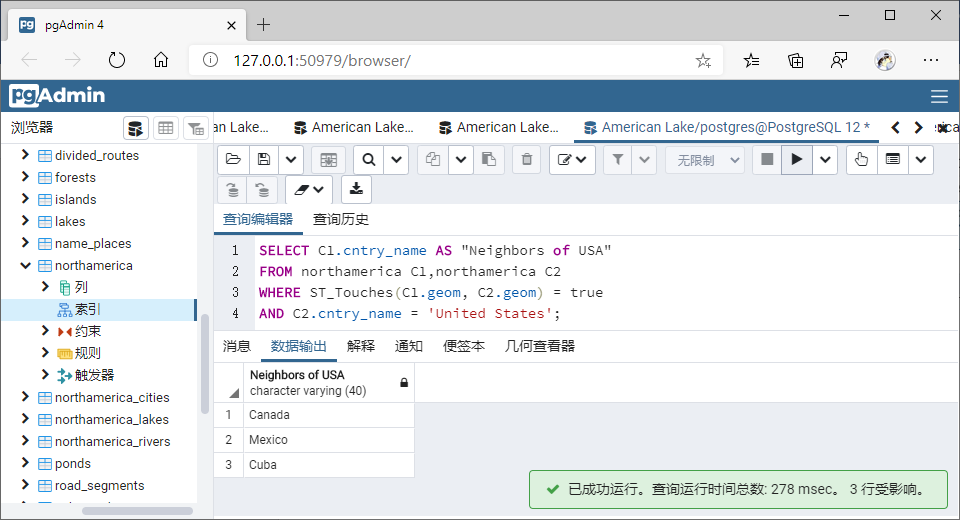 pgAdmin 4
127.0.0.1:50979/browser/
pgAdmin
浏览器
an Lake...
American Lake...
American Lake...
American Lake/postgres@PostgreSQL 12 *
无限制
divided_routes
forests
islands
lakes
name_places
northamerica
列
索引
约束
规则
触发器
northamerica_cities
northamerica_lakes
northamerica_rivers
ponds
road_segments
查询编辑器 查询历史
1 SELECT C1.cntry_name AS "Neighbors of USA"
2 FROM northamerica C1,northamerica C2
3 WHERE ST_Touches(C1.geom, C2.geom) = true
4 AND C2.cntry_name = 'United States';
消息 数据输出 解释 通知 便签本 几何查看器
Neighbors of USA
character varying (40)
1 Canada
2 Mexico
3 Cuba
已成功运行。查询运行时间总数: 278 msec。 3 行受影响。